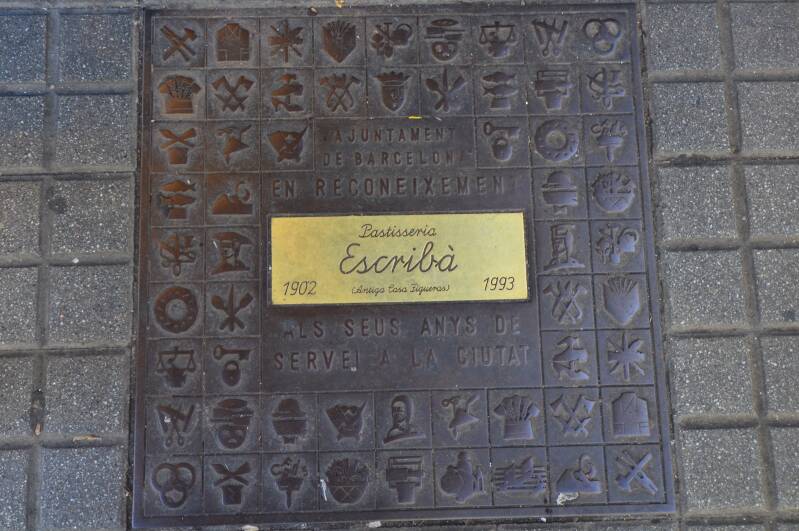 L'AJUNTAMENT
DE BARCELONA
EN RECONEIXEMENT
Pastisseria
Escribà
1902 (Antiga Casa Figueras) 1993
ALS SEUS ANYS DE
SERVEI A LA CIUTAT